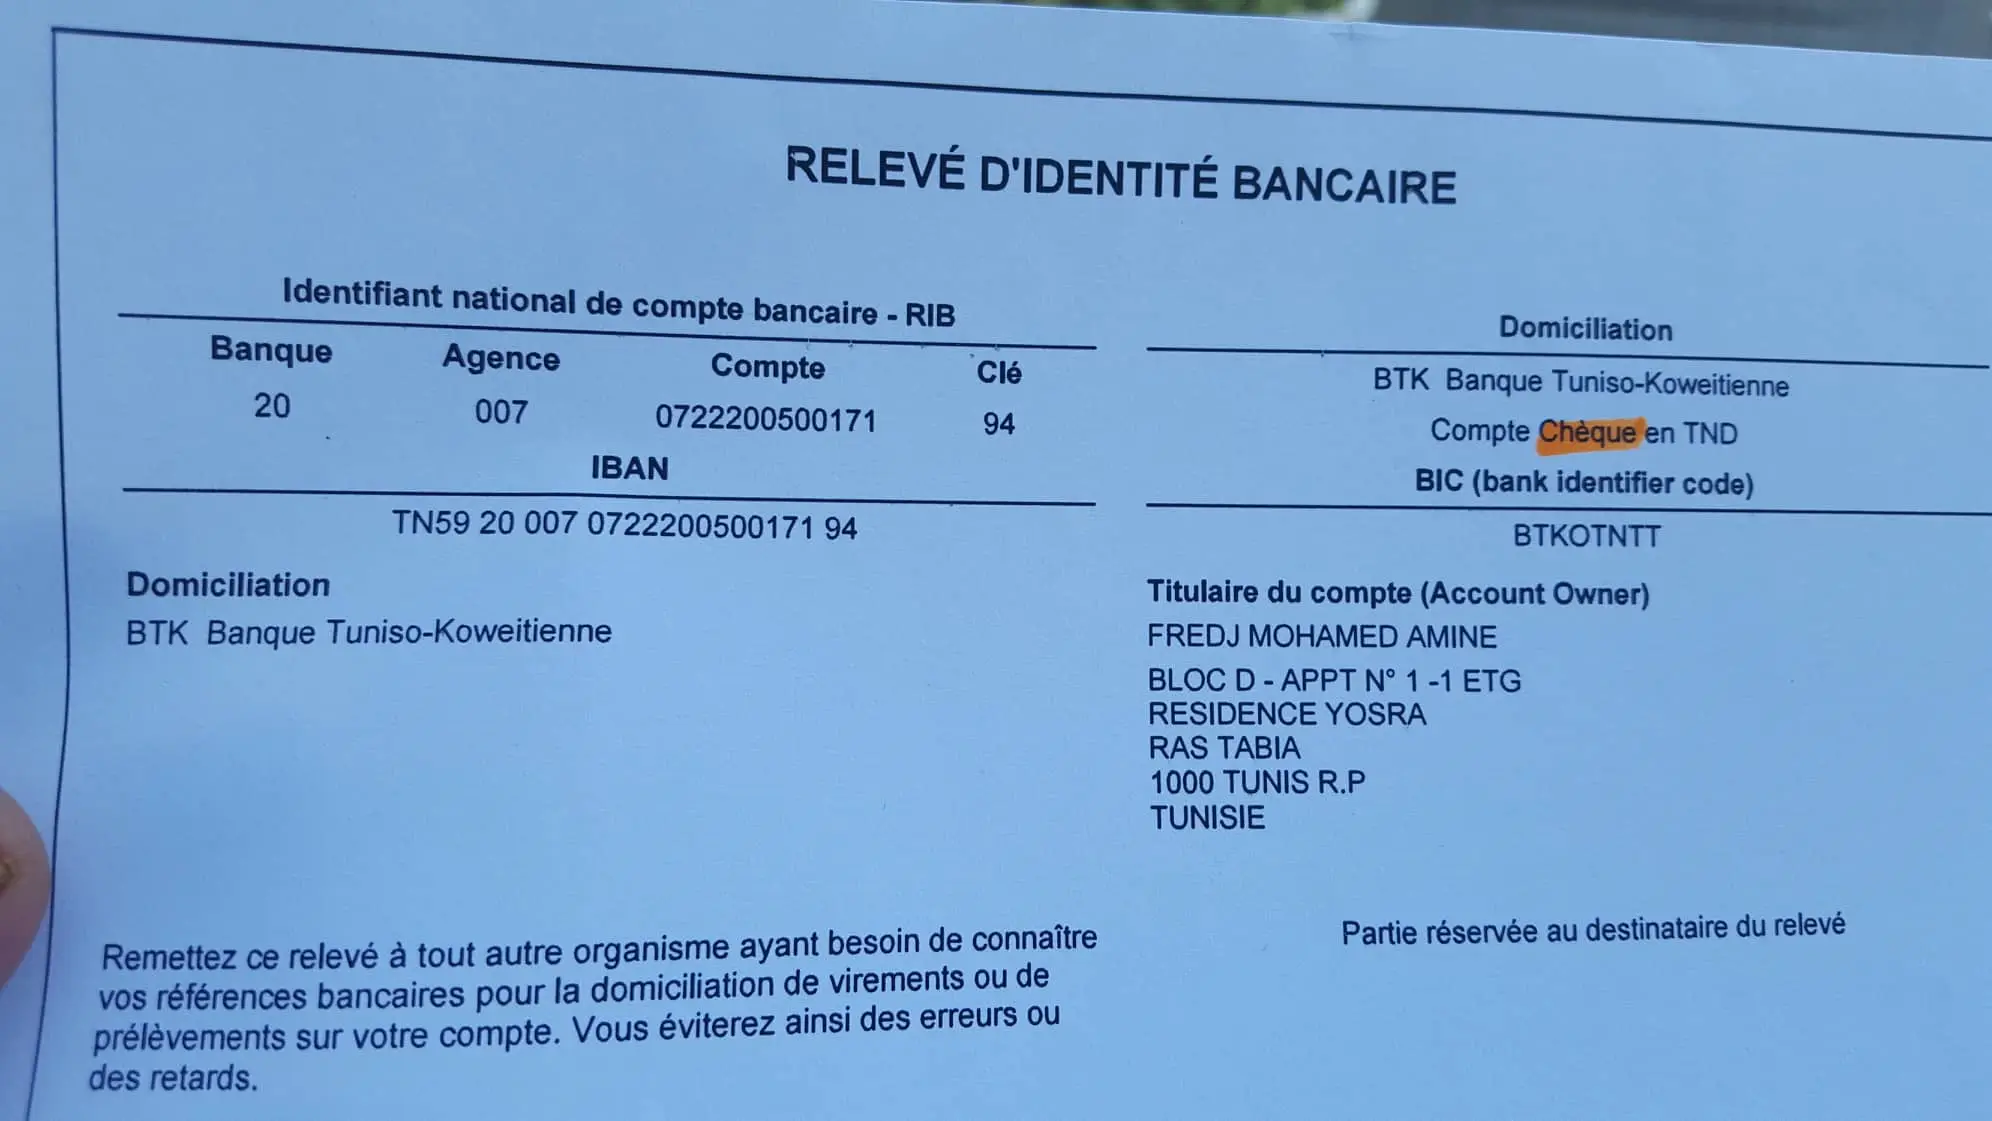 RELEVÉ D'IDENTITÉ BANCAIRE
Identifiant national de compte bancaire - RIB
Banque Agence Compte Clé
20 007 0722200500171 94
IBAN
TN59 20 007 0722200500171 94
Domiciliation
BTK Banque Tuniso-Koweitienne
Domiciliation
BTK Banque Tuniso-Koweitienne
Compte Chèque en TND
BIC (bank identifier code)
BTKOTNTT
Titulaire du compte (Account Owner)
FREDJ MOHAMED AMINE
BLOC D - APPT N° 1 -1 ETG
RESIDENCE YOSRA
RAS TABIA
1000 TUNIS R.P
TUNISIE
Remettez ce relevé à tout autre organisme ayant besoin de connaître
vos références bancaires pour la domiciliation de virements ou de
prélèvements sur votre compte. Vous éviterez ainsi des erreurs ou
des retards.
Partie réservée au destinataire du relevé